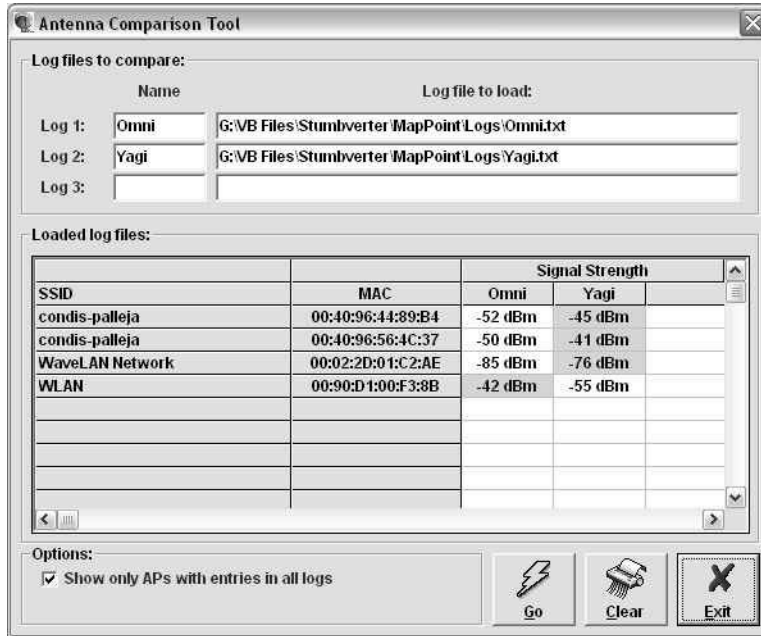 Antenna Comparison Tool
Log files to compare:
Name Log file to load:
Log 1: Omni G:\VB Files\Stumbverter\MapPoint\Logs\Omni.txt
Log 2: Yagi G:\VB Files\Stumbverter\MapPoint\Logs\Yagi.txt
Log 3:
Loaded log files:
Signal Strength
SSID MAC Omni Yagi
condis-palleja 00:40:96:44:89:B4 -52 dBm -45 dBm
condis-palleja 00:40:96:56:4C:37 -50 dBm -41 dBm
WaveLAN Network 00:02:2D:01:C2:AE -85 dBm -76 dBm
WLAN 00:90:D1:00:F3:8B -42 dBm -55 dBm
Options:
Show only APs with entries in all logs
Go Clear Exit